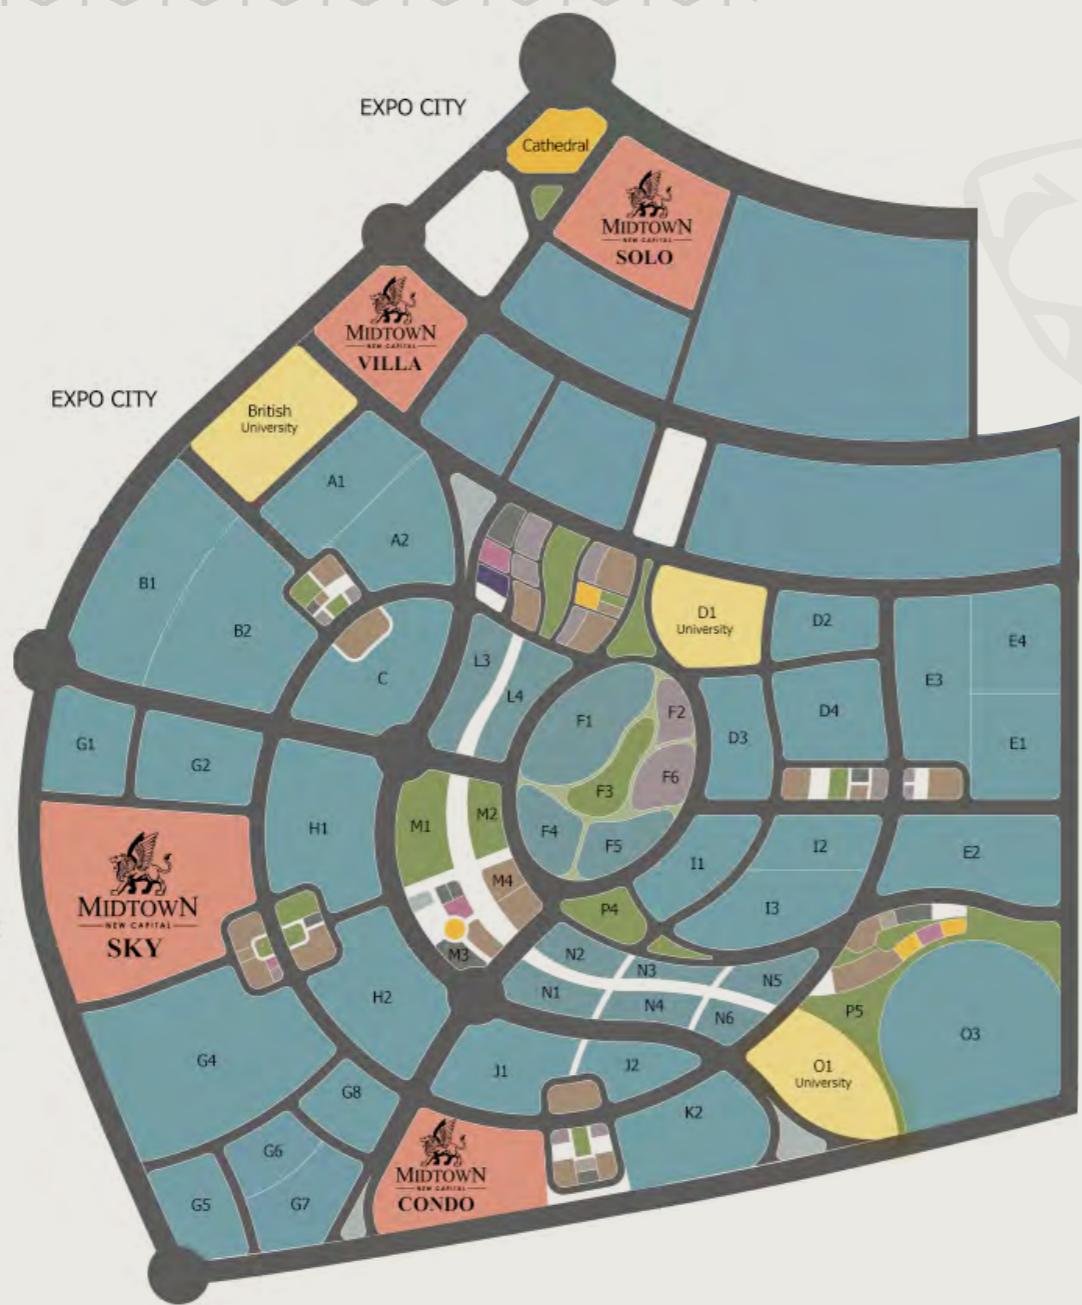 EXPO CITY
Cathedral
MIDTOWN
NEW CAPITAL
SOLO
MIDTOWN
NEW CAPITAL
VILLA
EXPO CITY
British
University
A1
A2
B1
B2
C
D1
University
D2
E4
E3
L3
L4
F1
F2
D3
D4
E1
G1
G2
F6
F3
H1
M1
M2
F4
F5
I1
I2
E2
MIDTOWN
NEW CAPITAL
SKY
M4
P4
I3
M3
N2
N3
N5
N1
N4
N6
H2
P5
O3
G4
J1
J2
O1
University
G8
K2
G6
G7
G5
MIDTOWN
NEW CAPITAL
CONDO